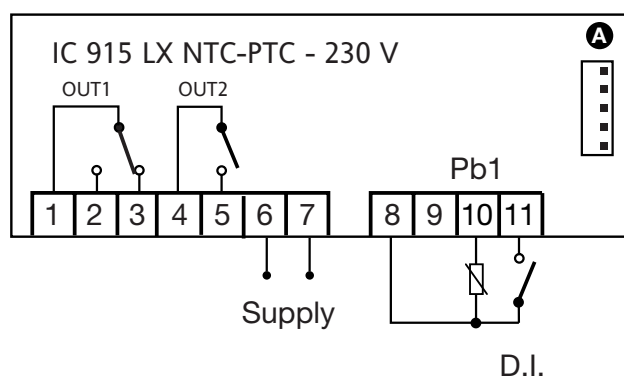 A
IC 915 LX NTC-PTC - 230 V
OUT1 OUT2
Pb1
1 2 3 4 5 6 7 8 9 10 11
Supply
D.I.